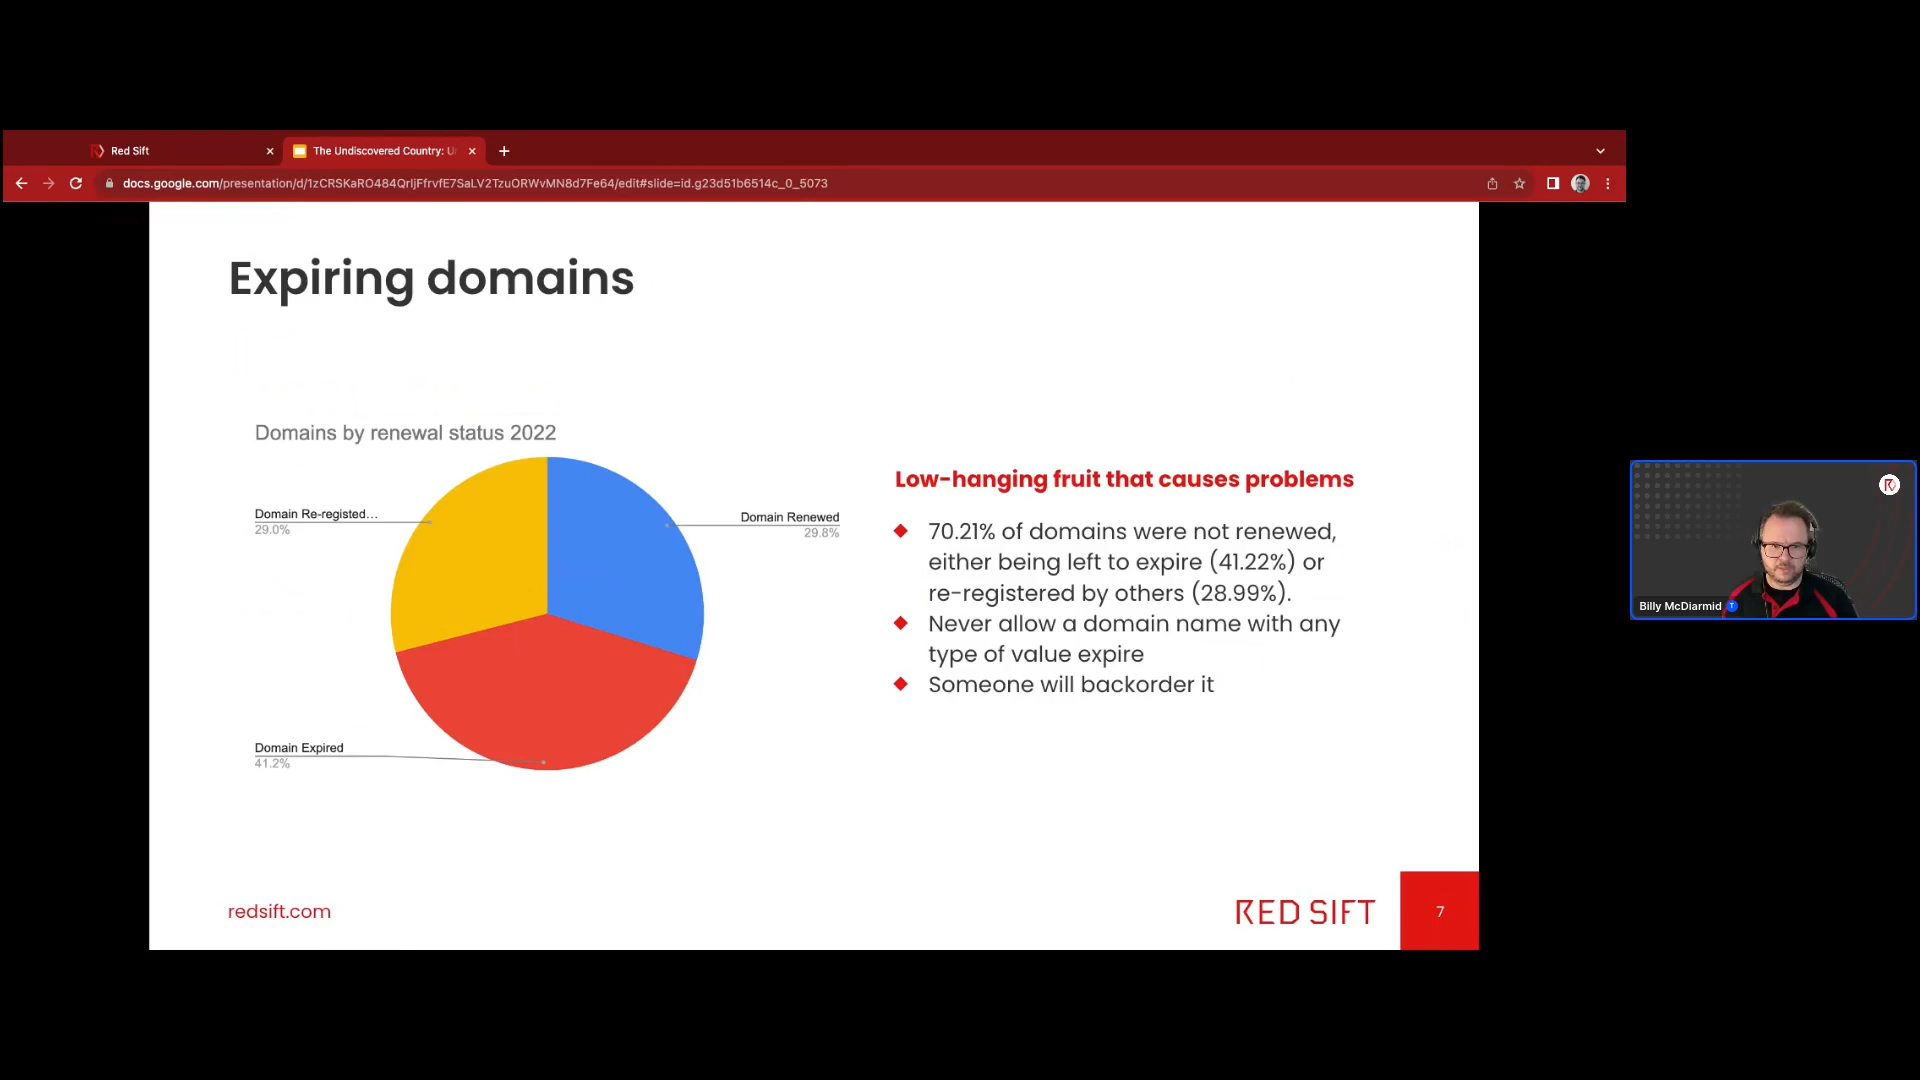 Red Sift
The Undiscovered Country: U
docs.google.com/presentation/d/1zCRSKaRO484QrIjFfrvfE7SaLV2TzuORWvMN8d7Fe64/edit#slide=id.g23d51b6514c_0_5073
Expiring domains
Domains by renewal status 2022
Domain Re-registed...
29.0%
Domain Renewed
29.8%
Domain Expired
41.2%
Low-hanging fruit that causes problems
70.21% of domains were not renewed,
either being left to expire (41.22%) or
re-registered by others (28.99%).
Never allow a domain name with any
type of value expire
Someone will backorder it
redsift.com
RED SIFT
7
Billy McDiarmid